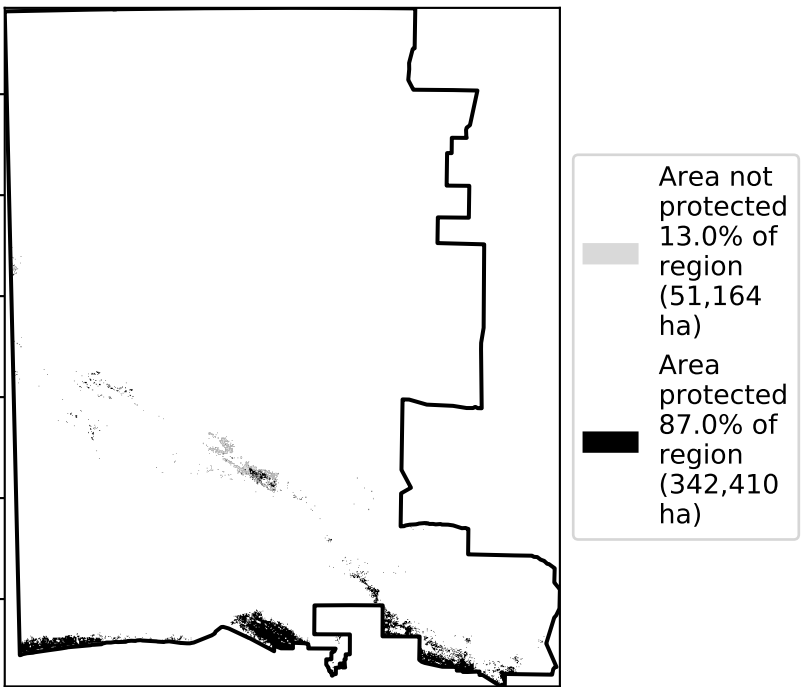 Area not
protected
13.0% of
region
(51,164
ha)
Area
protected
87.0% of
region
(342,410
ha)